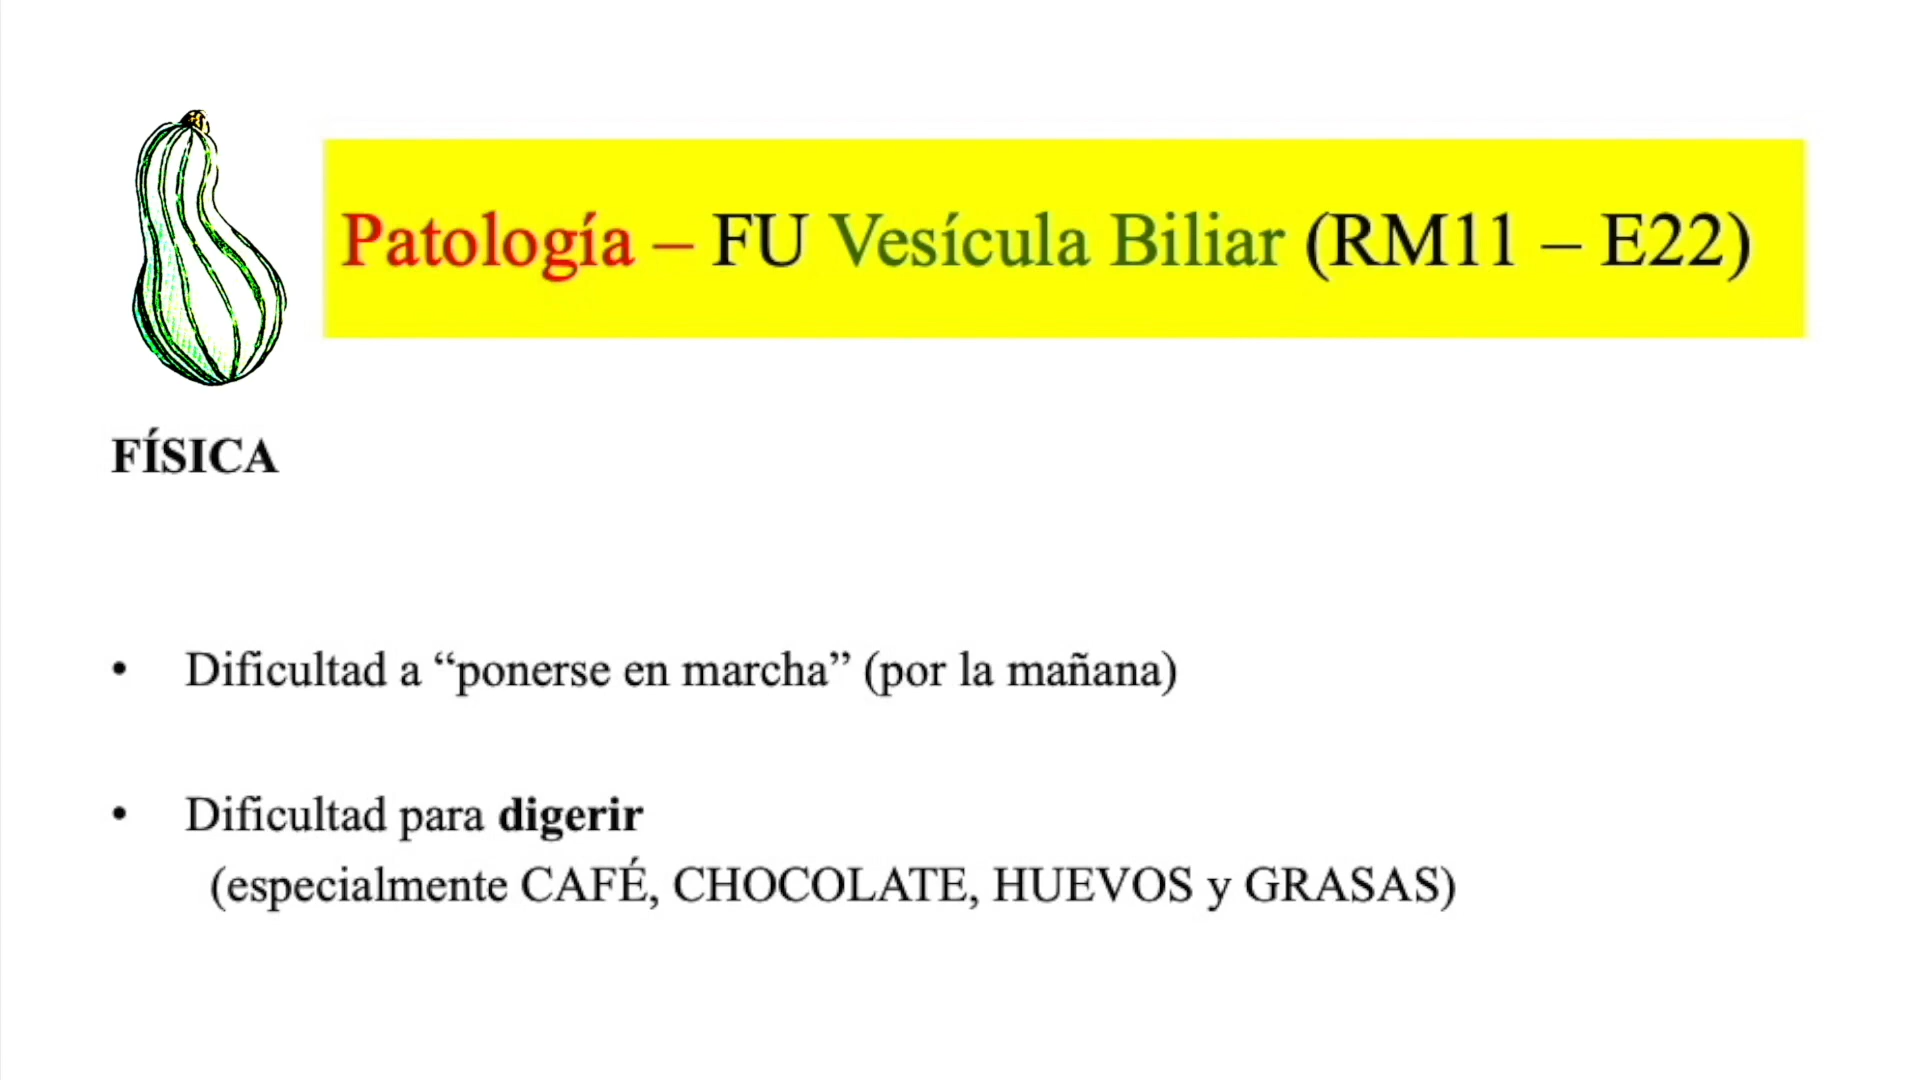 Patología – FU Vesícula Biliar (RM11 – E22)
FÍSICA
• Dificultad a “ponerse en marcha” (por la mañana)
• Dificultad para digerir
(especialmente CAFÉ, CHOCOLATE, HUEVOS y GRASAS)